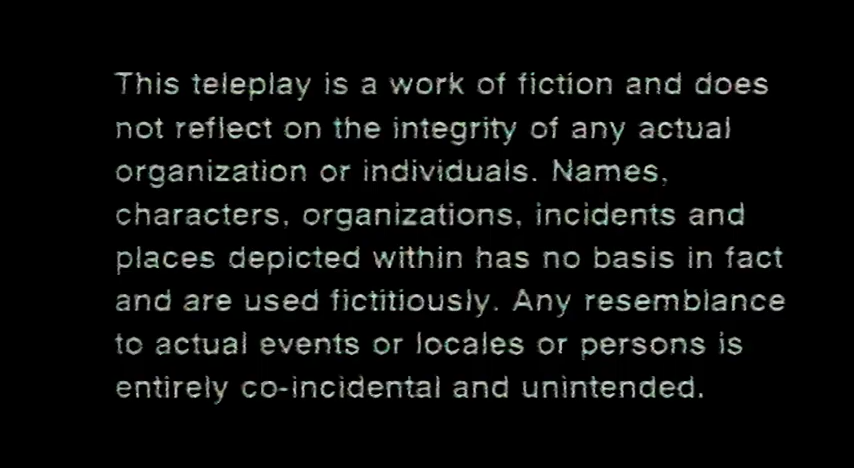 This teleplay is a work of fiction and does
not reflect on the integrity of any actual
organization or individuals. Names,
characters, organizations, incidents and
places depicted within has no basis in fact
and are used fictitiously. Any resemblance
to actual events or locales or persons is
entirely co-incidental and unintended.